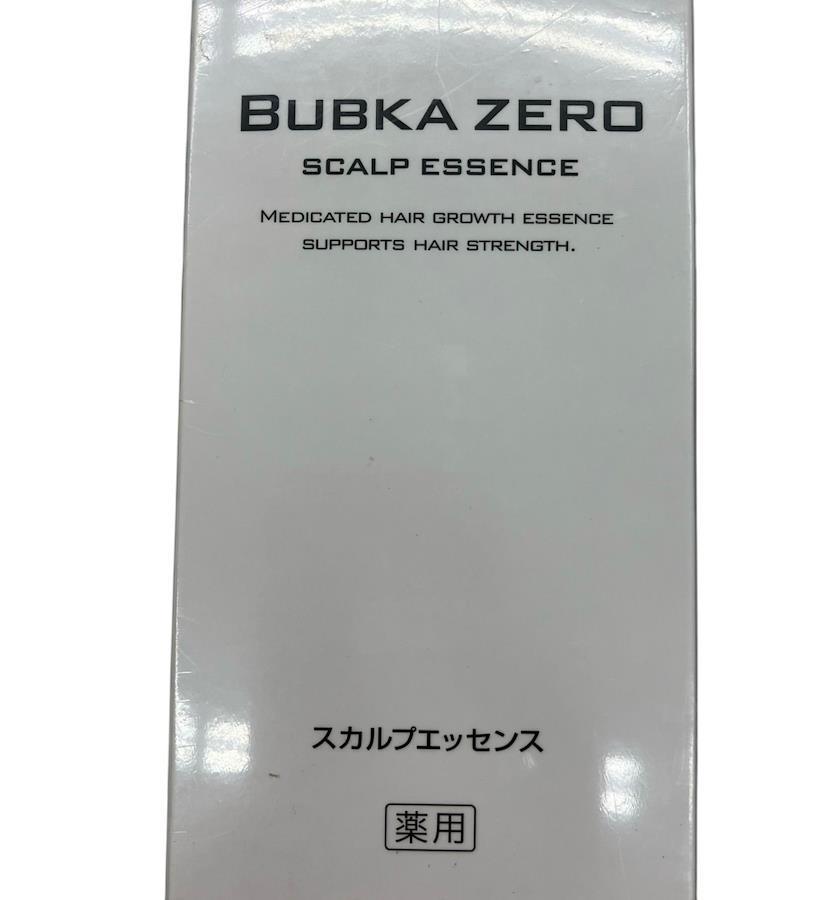 BUBKA ZERO
SCALP ESSENCE
MEDICATED HAIR GROWTH ESSENCE
SUPPORTS HAIR STRENGTH.
スカルプエッセンス
薬用